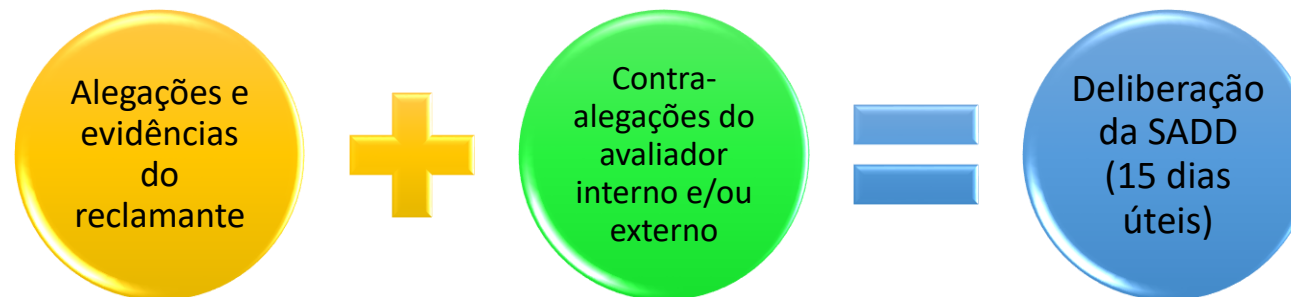 Alegações e
evidências
do
reclamante
Contra-
alegações do
avaliador
interno e/ou
externo
Deliberação
da SADD
(15 dias
úteis)